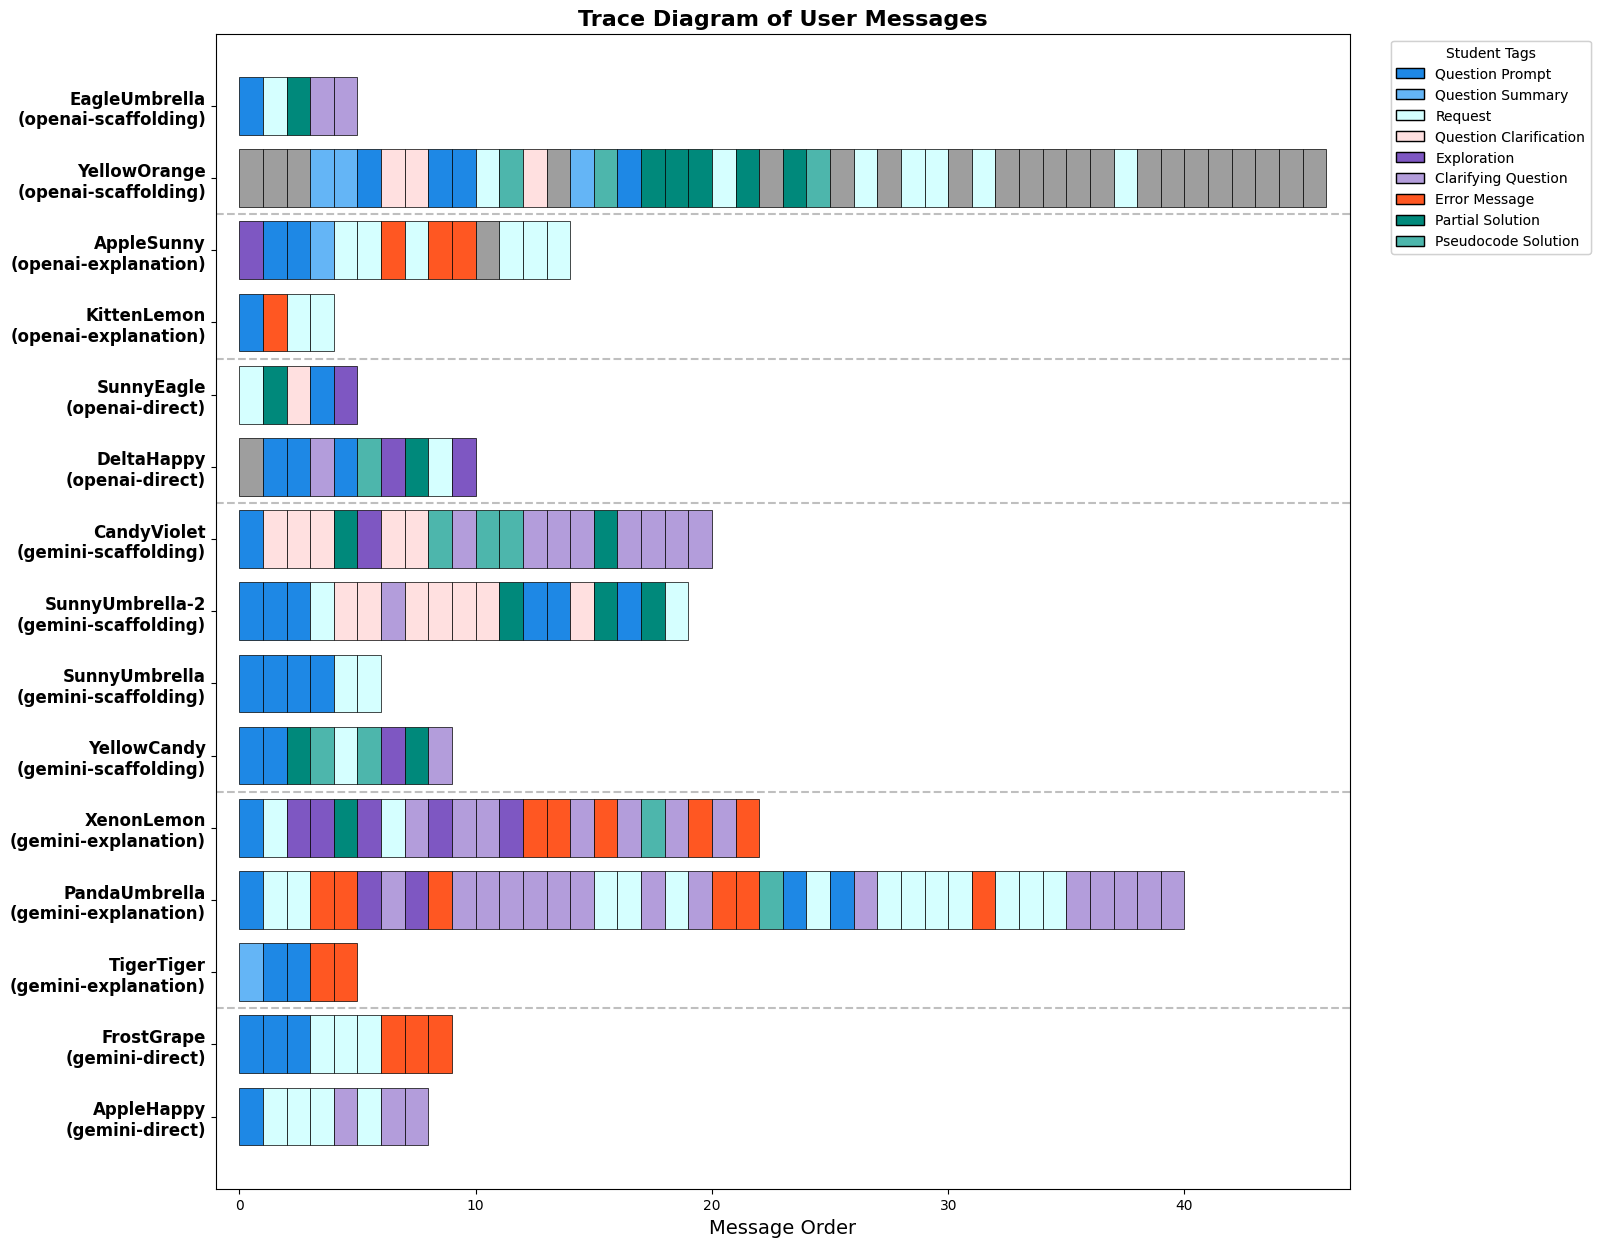 Trace Diagram of User Messages
EagleUmbrella
(openai-scaffolding)
YellowOrange
(openai-scaffolding)
AppleSunny
(openai-explanation)
KittenLemon
(openai-explanation)
SunnyEagle
(openai-direct)
DeltaHappy
(openai-direct)
CandyViolet
(gemini-scaffolding)
SunnyUmbrella-2
(gemini-scaffolding)
SunnyUmbrella
(gemini-scaffolding)
YellowCandy
(gemini-scaffolding)
XenonLemon
(gemini-explanation)
PandaUmbrella
(gemini-explanation)
TigerTiger
(gemini-explanation)
FrostGrape
(gemini-direct)
AppleHappy
(gemini-direct)
0 10 20 30 40
Message Order
Student Tags
Question Prompt
Question Summary
Request
Question Clarification
Exploration
Clarifying Question
Error Message
Partial Solution
Pseudocode Solution